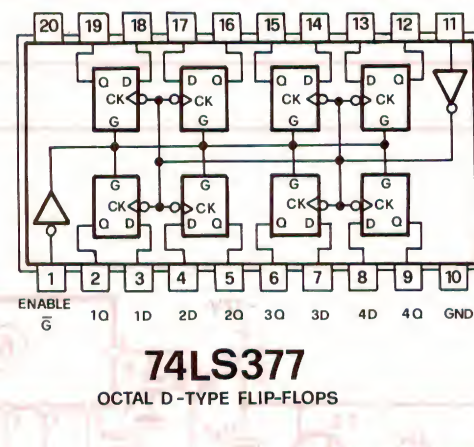 20 19 18 17 16 15 14 13 12 11
Q D D Q Q D D Q
CK CK CK CK
G G G G
G G G G
CK CK CK CK
Q D D Q Q D D Q
1 2 3 4 5 6 7 8 9 10
ENABLE G 1Q 1D 2D 2Q 3Q 3D 4D 4Q GND
74LS377
OCTAL D-TYPE FLIP-FLOPS